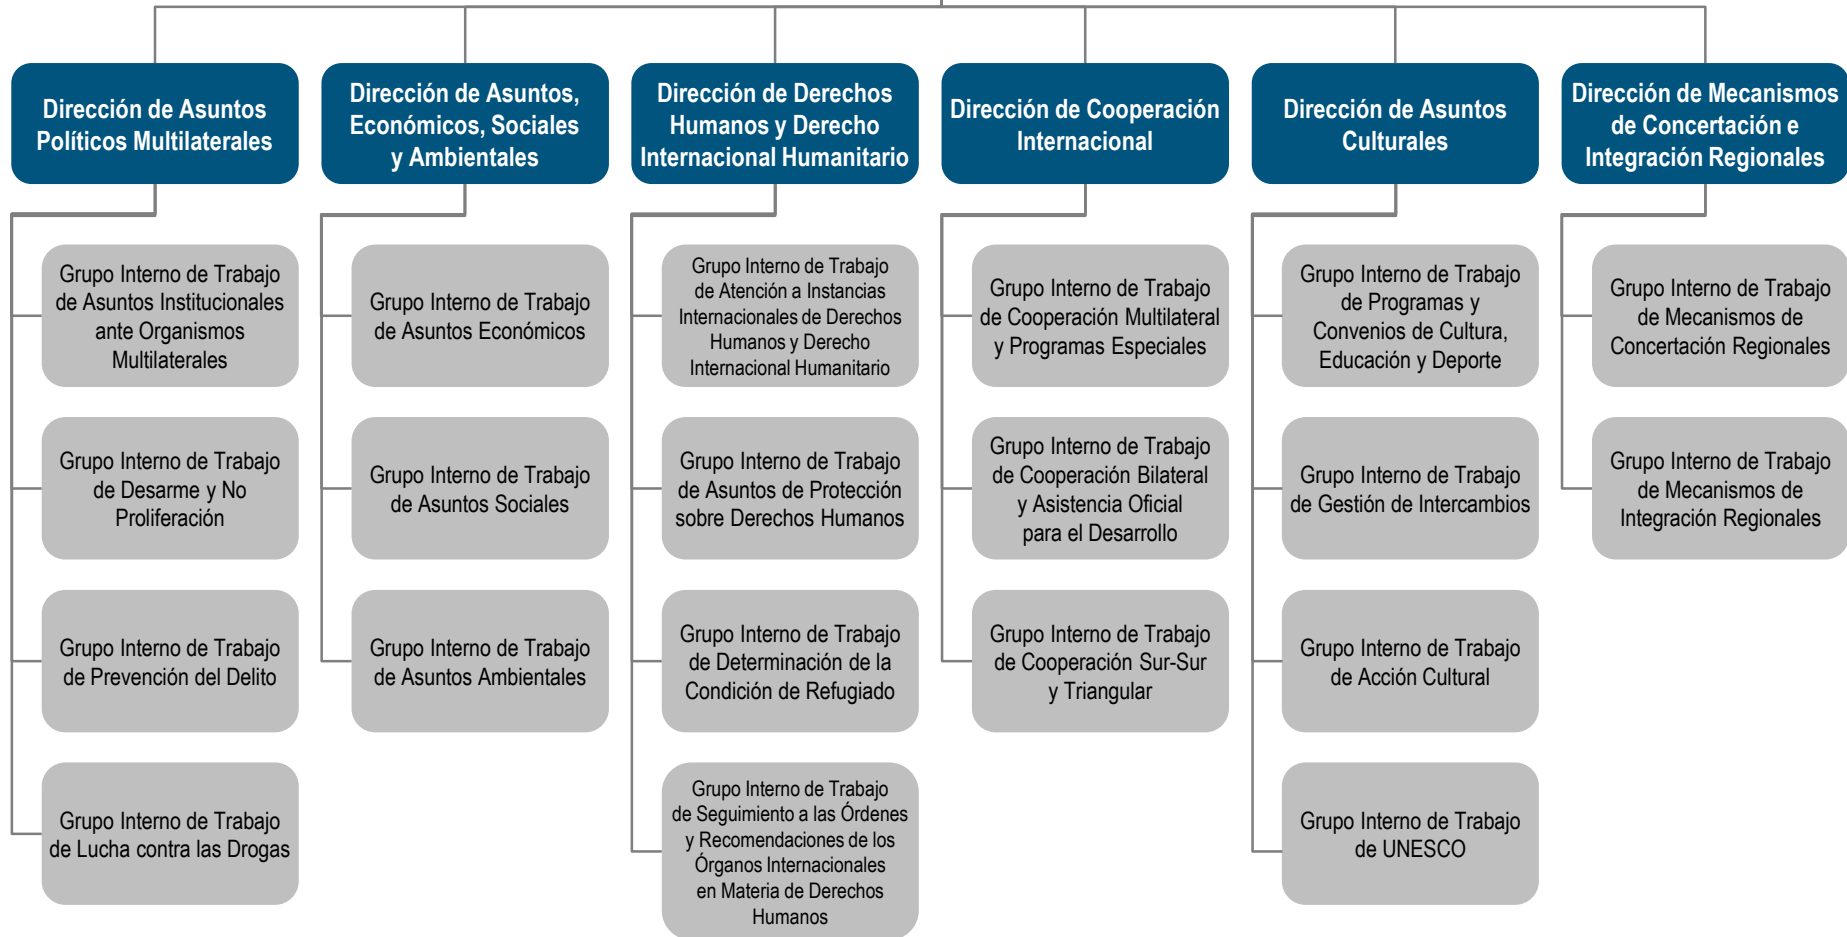 Dirección de Asuntos
Políticos Multilaterales
Dirección de Asuntos,
Económicos, Sociales
y Ambientales
Dirección de Derechos
Humanos y Derecho
Internacional Humanitario
Dirección de Cooperación
Internacional
Dirección de Asuntos
Culturales
Dirección de Mecanismos
de Concertación e
Integración Regionales
Grupo Interno de Trabajo
de Asuntos Institucionales
ante Organismos
Multilaterales
Grupo Interno de Trabajo
de Asuntos Económicos
Grupo Interno de Trabajo
de Atención a Instancias
Internacionales de Derechos
Humanos y Derecho
Internacional Humanitario
Grupo Interno de Trabajo
de Cooperación Multilateral
y Programas Especiales
Grupo Interno de Trabajo
de Programas y
Convenios de Cultura,
Educación y Deporte
Grupo Interno de Trabajo
de Mecanismos de
Concertación Regionales
Grupo Interno de Trabajo
de Desarme y No
Proliferación
Grupo Interno de Trabajo
de Asuntos Sociales
Grupo Interno de Trabajo
de Asuntos de Protección
sobre Derechos Humanos
Grupo Interno de Trabajo
de Cooperación Bilateral
y Asistencia Oficial
para el Desarrollo
Grupo Interno de Trabajo
de Gestión de Intercambios
Grupo Interno de Trabajo
de Mecanismos de
Integración Regionales
Grupo Interno de Trabajo
de Prevención del Delito
Grupo Interno de Trabajo
de Asuntos Ambientales
Grupo Interno de Trabajo
de Determinación de la
Condición de Refugiado
Grupo Interno de Trabajo
de Cooperación Sur-Sur
y Triangular
Grupo Interno de Trabajo
de Acción Cultural
Grupo Interno de Trabajo
de Lucha contra las Drogas
Grupo Interno de Trabajo
de Seguimiento a las Órdenes
y Recomendaciones de los
Órganos Internacionales
en Materia de Derechos
Humanos
Grupo Interno de Trabajo
de UNESCO